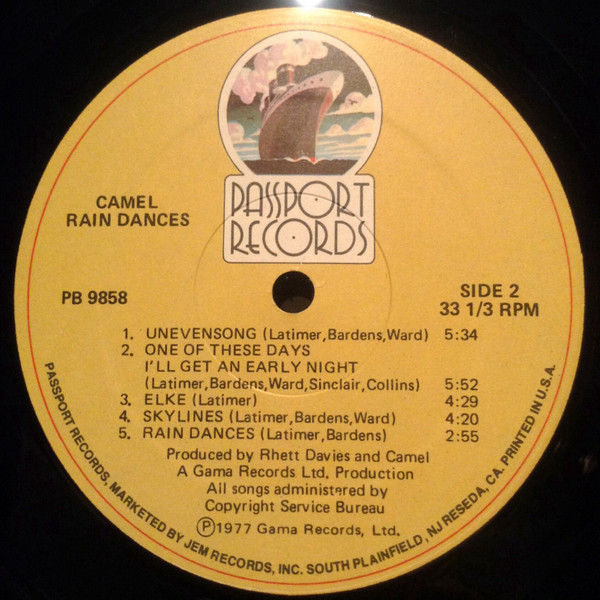 PASSPORT
RECORDS
CAMEL
RAIN DANCES
PB 9858
SIDE 2
33 1/3 RPM
1. UNEVENSONG (Latimer,Bardens,Ward) 5:34
2. ONE OF THESE DAYS
I'LL GET AN EARLY NIGHT
(Latimer,Bardens,Ward,Sinclair,Collins) 5:52
3. ELKE (Latimer) 4:29
4. SKYLINES (Latimer,Bardens,Ward) 4:20
5. RAIN DANCES (Latimer,Bardens) 2:55
Produced by Rhett Davies and Camel
A Gama Records Ltd. Production
All songs administered by
Copyright Service Bureau
Ⓟ1977 Gama Records, Ltd.
PASSPORT RECORDS, MARKETED BY JEM RECORDS, INC. SOUTH PLAINFIELD, NJ RESEDA, CA. PRINTED IN U.S.A.